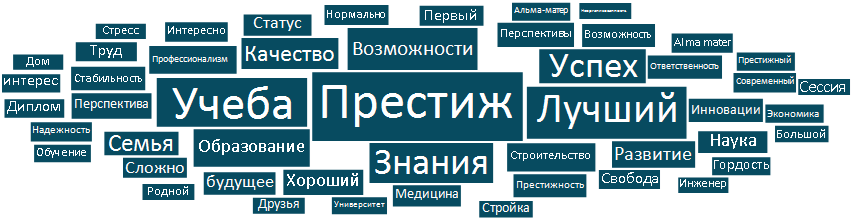 Альма-матер
Нормально
Первый
Статус
Стресс
Интересно
Перспективы
Возможность
Alma mater
Труд
Качество
Возможности
Дом
Профессионализм
Успех
Ответственность
Престижный
интерес
Стабильность
Современный
Сессия
Диплом
Перспектива
Учеба
Престиж
Лучший
Инновации
Экономика
Надежность
Большой
Семья
Образование
Наука
Обучение
Сложно
Знания
Строительство
Развитие
Гордость
Родной
будущее
Хороший
Престижность
Свобода
Инженер
Медицина
Друзья
Университет
Стройка